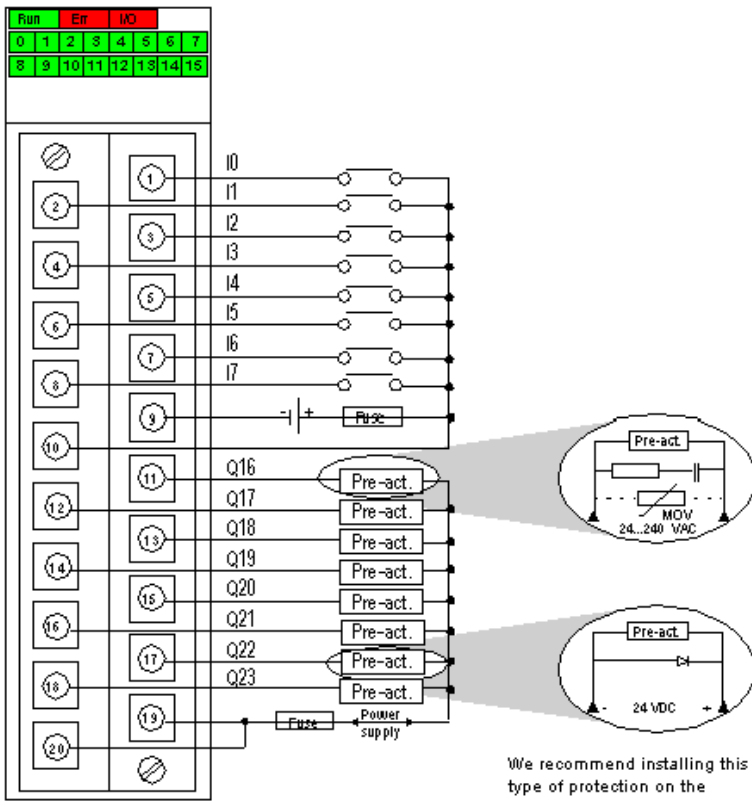 Run Err I/O
0 1 2 3 4 5 6 7
8 9 10 11 12 13 14 15
1 I0
2 I1
3 I2
4 I3
5 I4
6 I5
7 I6
8 I7
9 - + Fuse
10
11 Q16 Pre-act.
12 Q17 Pre-act.
13 Q18 Pre-act.
14 Q19 Pre-act.
15 Q20 Pre-act.
16 Q21 Pre-act.
17 Q22 Pre-act.
18 Q23 Pre-act.
19 Fuse Power
supply
20
Pre-act.
MOV
24...240 VAC
Pre-act.
- 24 VDC +
We recommend installing this
type of protection on the